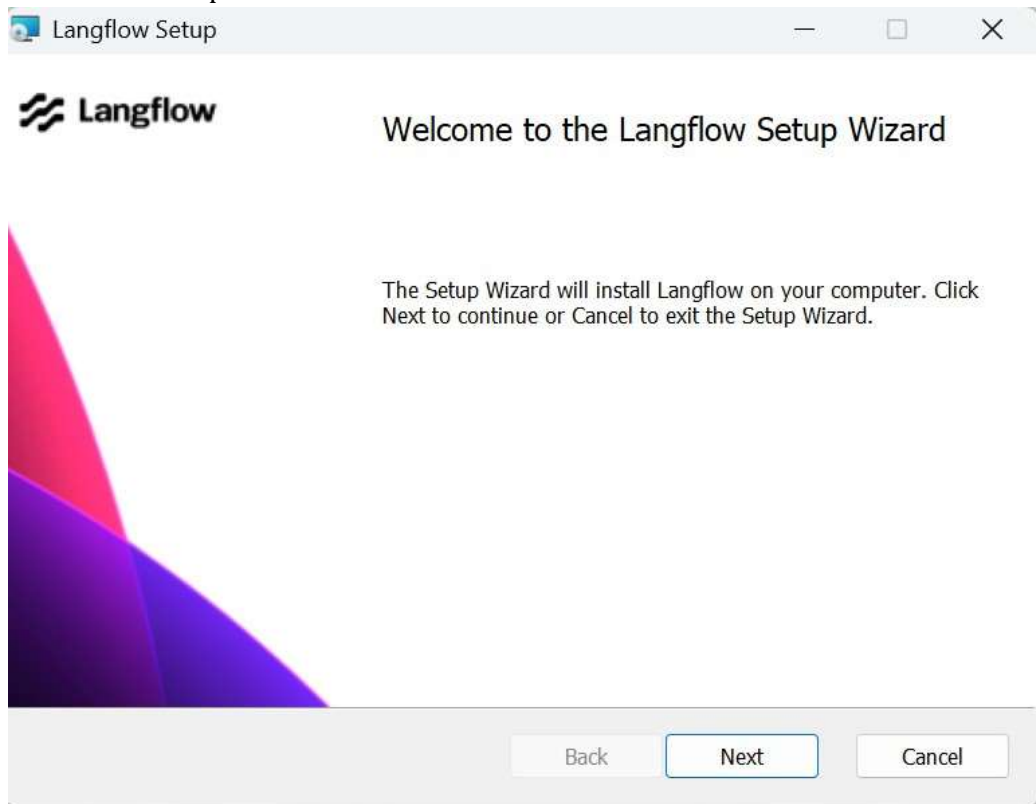 Langflow Setup
Langflow
Welcome to the Langflow Setup Wizard
The Setup Wizard will install Langflow on your computer. Click
Next to continue or Cancel to exit the Setup Wizard.
Back
Next
Cancel